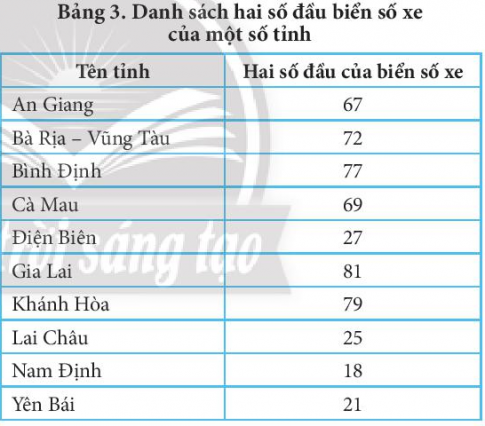 Bảng 3. Danh sách hai số đầu biển số xe
của một số tỉnh
Tên tỉnh Hai số đầu của biển số xe
An Giang 67
Bà Rịa – Vũng Tàu 72
Bình Định 77
Cà Mau 69
Điện Biên 27
Gia Lai 81
Khánh Hòa 79
Lai Châu 25
Nam Định 18
Yên Bái 21
trời sáng tạo